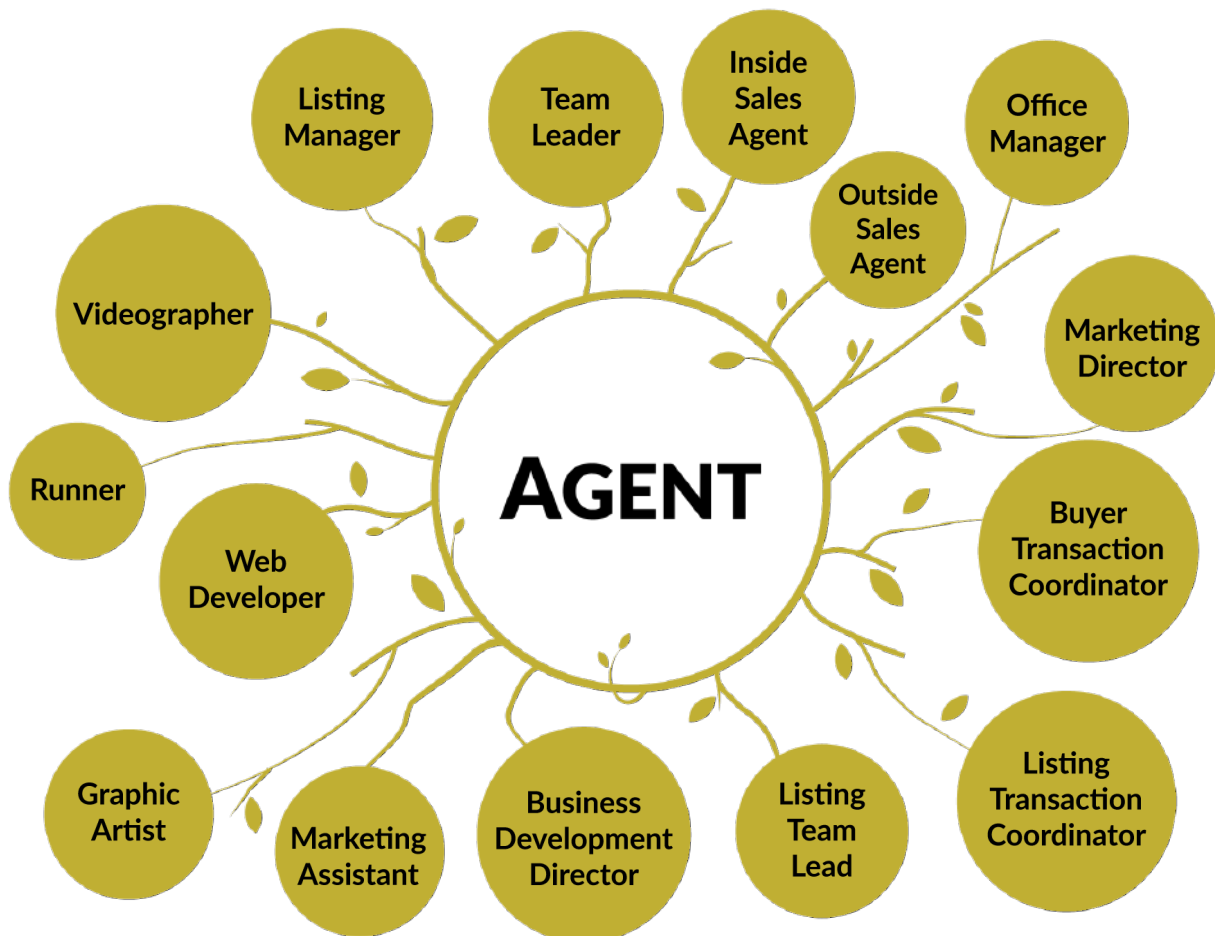 Listing
Manager
Team
Leader
Inside
Sales
Agent
Office
Manager
Outside
Sales
Agent
Videographer
Marketing
Director
Runner
AGENT
Web
Developer
Buyer
Transaction
Coordinator
Graphic
Artist
Marketing
Assistant
Business
Development
Director
Listing
Team
Lead
Listing
Transaction
Coordinator